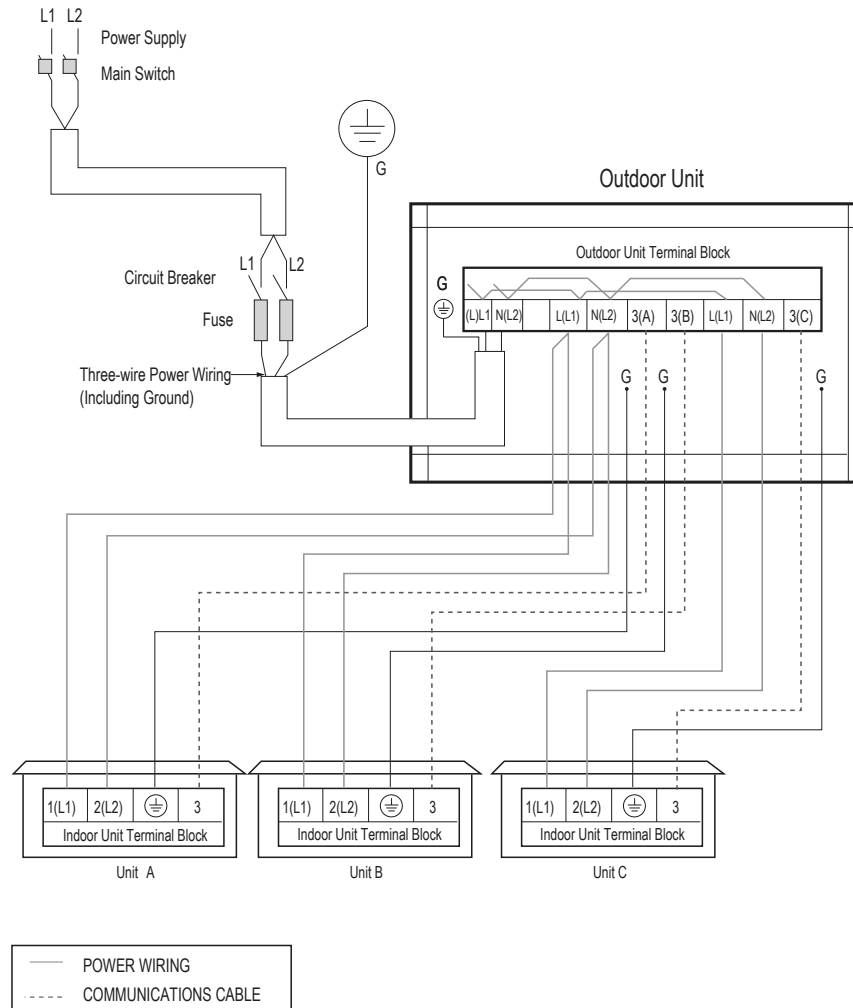 L1 L2
Power Supply
Main Switch
G
Outdoor Unit
Outdoor Unit Terminal Block
Circuit Breaker
L1 L2
Fuse
G
(L)L1 N(L2) L(L1) N(L2) 3(A) 3(B) L(L1) N(L2) 3(C)
Three-wire Power Wiring
(Including Ground)
G G G
1(L1) 2(L2) 3
Indoor Unit Terminal Block
Unit A
1(L1) 2(L2) 3
Indoor Unit Terminal Block
Unit B
1(L1) 2(L2) 3
Indoor Unit Terminal Block
Unit C
POWER WIRING
COMMUNICATIONS CABLE